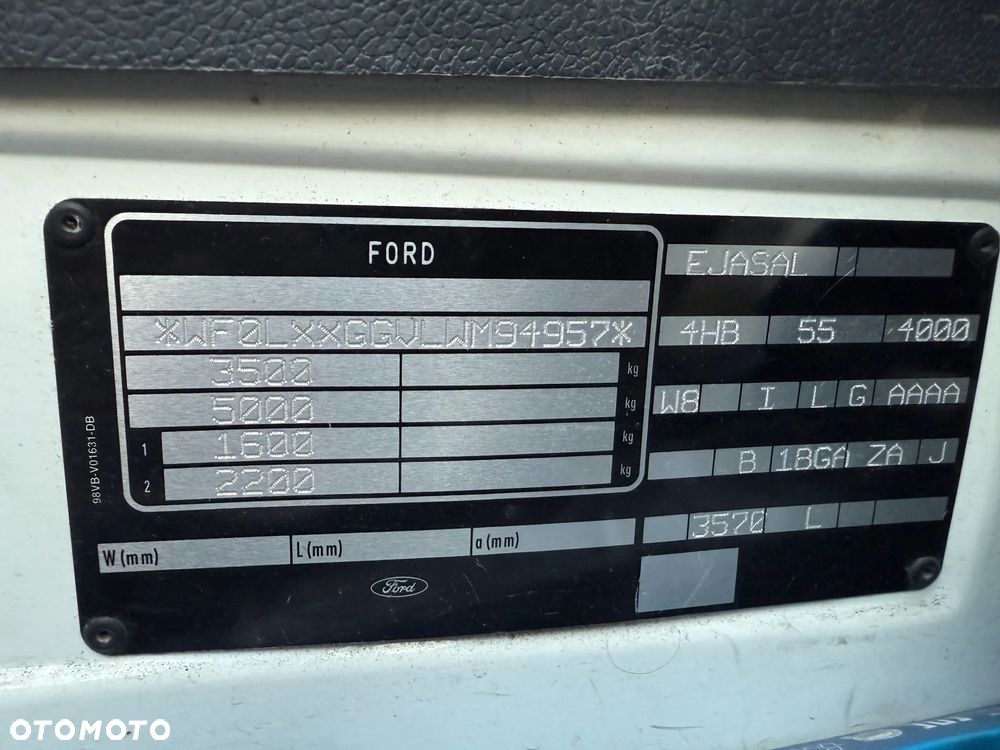 FORD
*WF0LXXGGVLWM94957*
3500 kg
5000 kg
1 1600 kg
2 2200 kg
98VB-V01631-DB
W (mm) L (mm) a (mm)
Ford
EJASAL
4HB 55 4000
W8 I L G AAAA
B 1BGA ZA J
3570 L
OTOMOTO